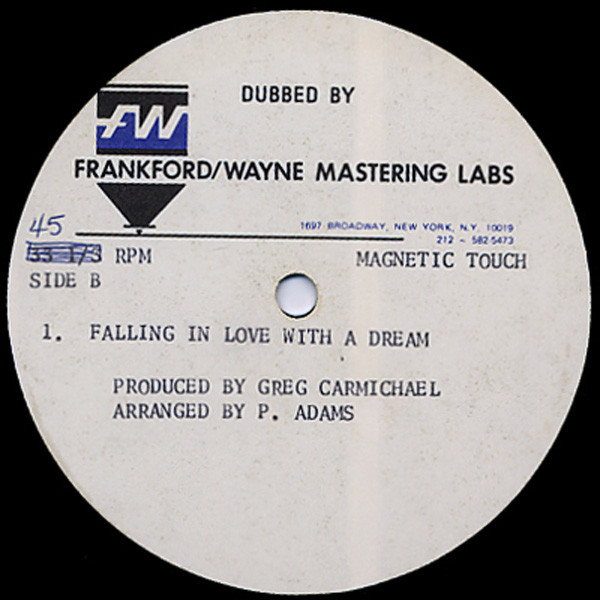 DUBBED BY
FW
FRANKFORD/WAYNE MASTERING LABS
1697 BROADWAY, NEW YORK, N.Y. 10019
212 - 582-5473
45
33 1/3 RPM
MAGNETIC TOUCH
SIDE B
1. FALLING IN LOVE WITH A DREAM
PRODUCED BY GREG CARMICHAEL
ARRANGED BY P. ADAMS